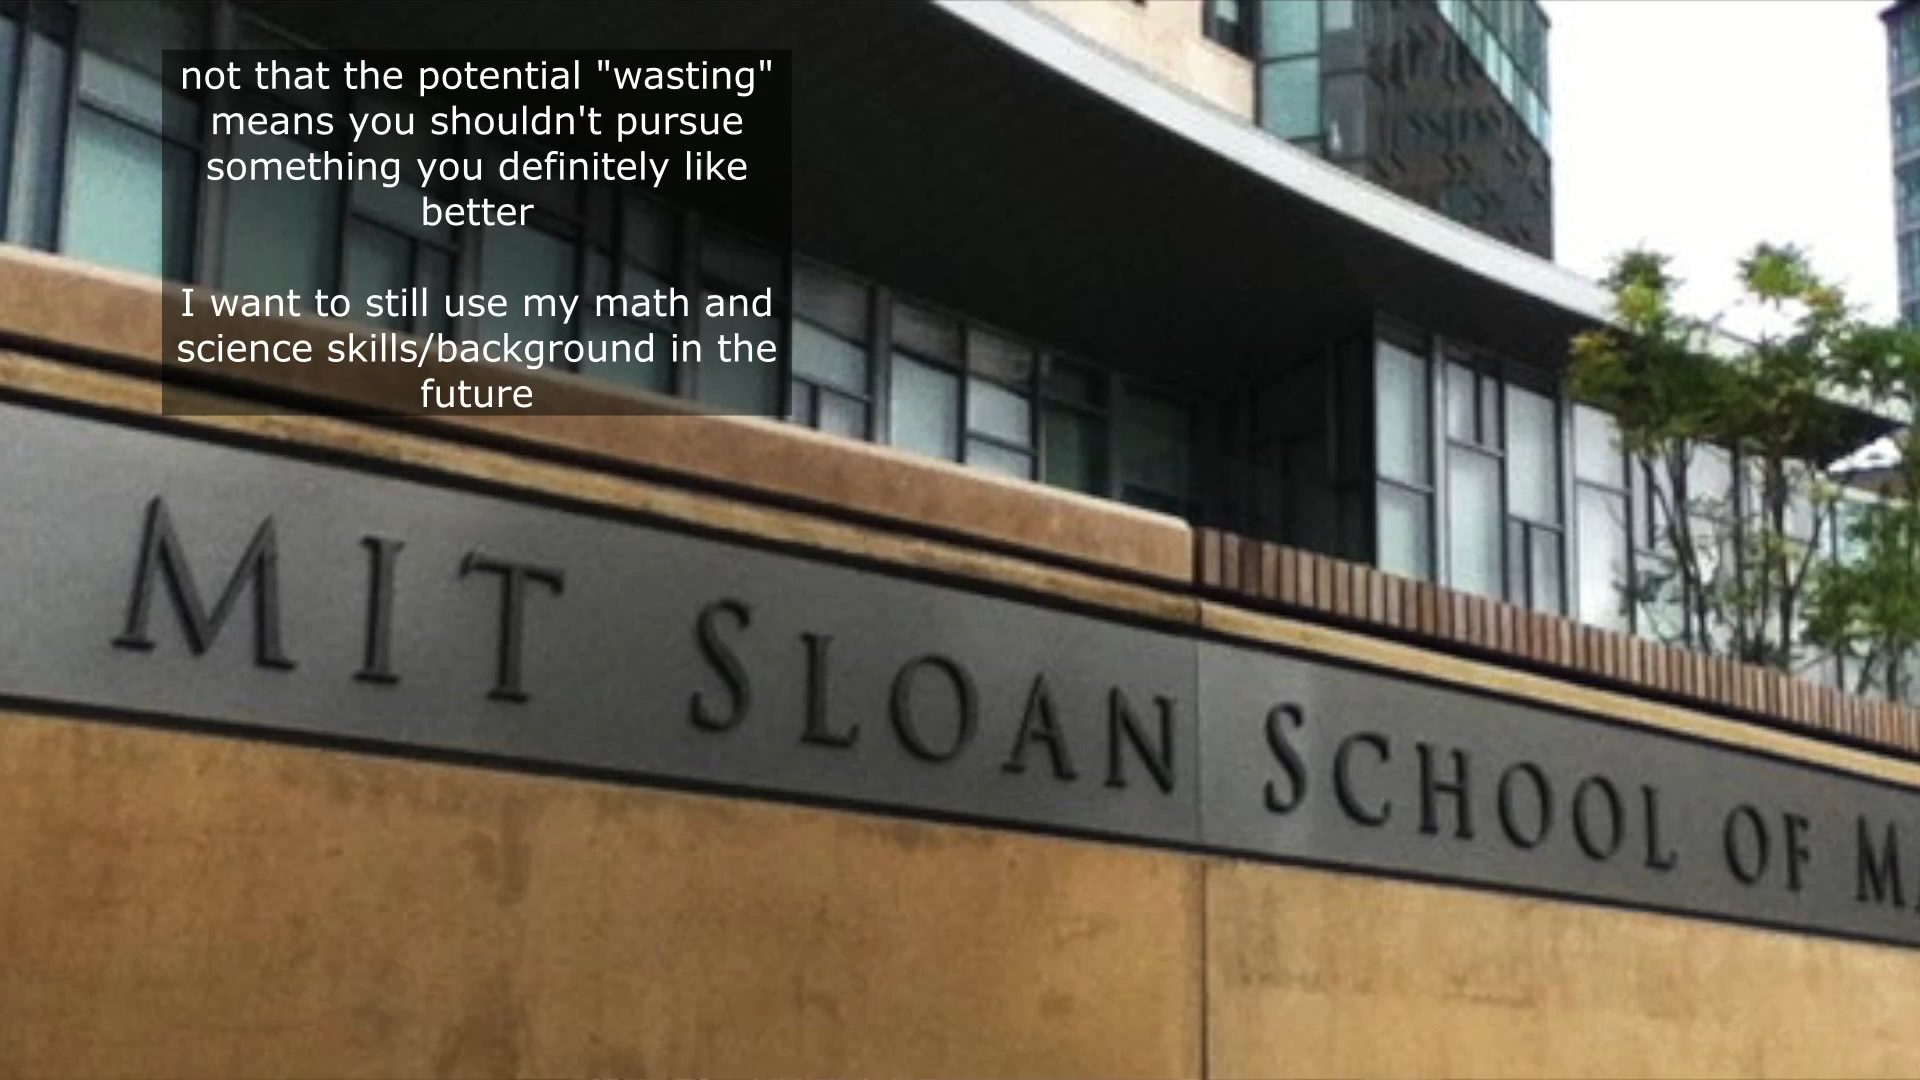 not that the potential "wasting"
means you shouldn't pursue
something you definitely like
better
I want to still use my math and
science skills/background in the
future
MIT SLOAN SCHOOL OF